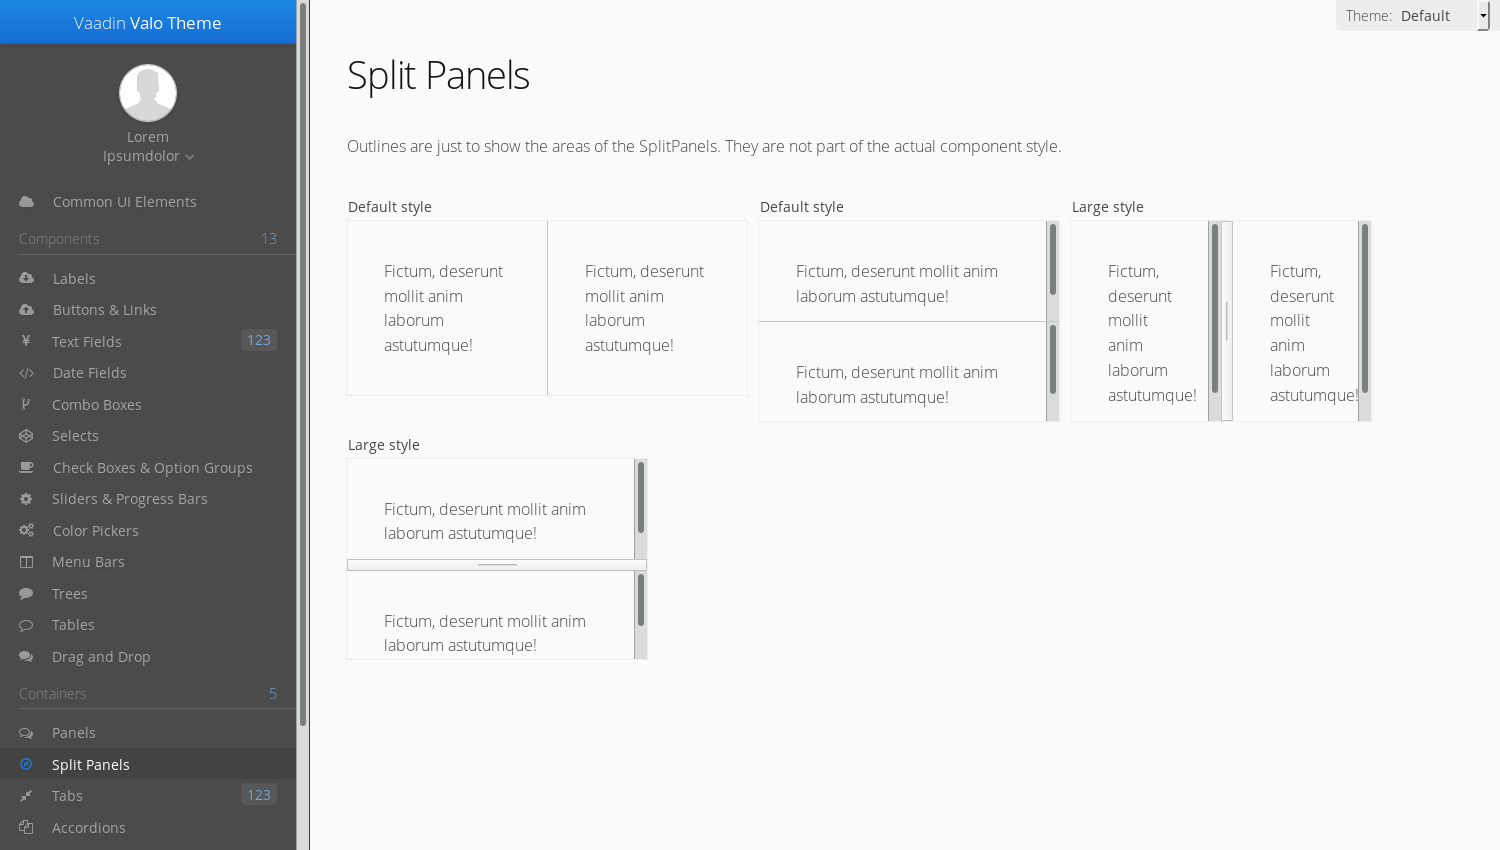 Vaadin Valo Theme
Lorem
Ipsumdolor
Common UI Elements
Components 13
Labels
Buttons & Links
Text Fields 123
Date Fields
Combo Boxes
Selects
Check Boxes & Option Groups
Sliders & Progress Bars
Color Pickers
Menu Bars
Trees
Tables
Drag and Drop
Containers 5
Panels
Split Panels
Tabs 123
Accordions
Theme: Default
Split Panels
Outlines are just to show the areas of the SplitPanels. They are not part of the actual component style.
Default style
Fictum, deserunt
mollit anim
laborum
astutumque!
Fictum, deserunt
mollit anim
laborum
astutumque!
Default style
Fictum, deserunt mollit anim
laborum astutumque!
Fictum, deserunt mollit anim
laborum astutumque!
Large style
Fictum,
deserunt
mollit
anim
laborum
astutumque!
Fictum,
deserunt
mollit
anim
laborum
astutumque!
Large style
Fictum, deserunt mollit anim
laborum astutumque!
Fictum, deserunt mollit anim
laborum astutumque!